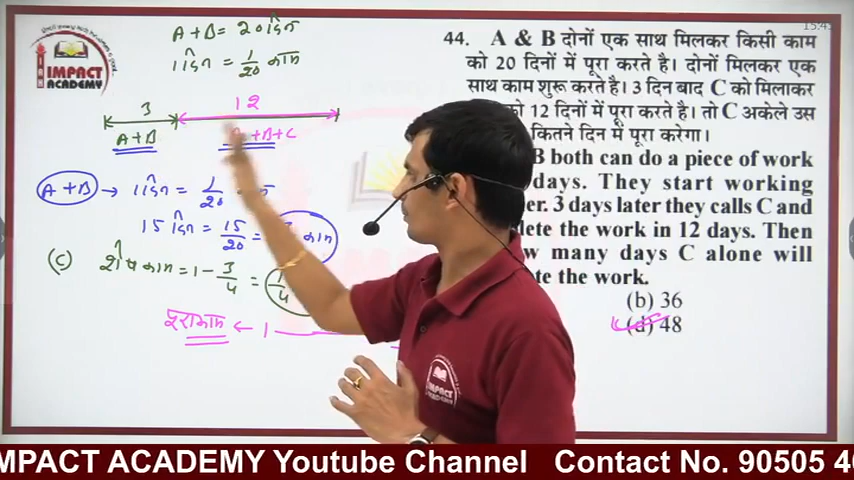 A+B = 20 दिन
1 दिन = 1/20 काम
IMPACT
ACADEMY
3
12
A+B
+B+C
A+B → 1 दिन = 1/20
15 दिन = 15/20 =
(C) शेष काम = 1 - 3/4 = 1/4
पूरा काम ← 1
44. A & B दोनों एक साथ मिलकर किसी काम
को 20 दिनों में पूरा करते है। दोनों मिलकर एक
साथ काम शुरू करते है। 3 दिन बाद C को मिलाकर
को 12 दिनों में पूरा करते है। तो C अकेले उस
कितने दिन में पूरा करेगा।
B both can do a piece of work
days. They start working
er. 3 days later they calls C and
lete the work in 12 days. Then
w many days C alone will
te the work.
(b) 36
(d) 48
MPACT ACADEMY Youtube Channel Contact No. 90505 4